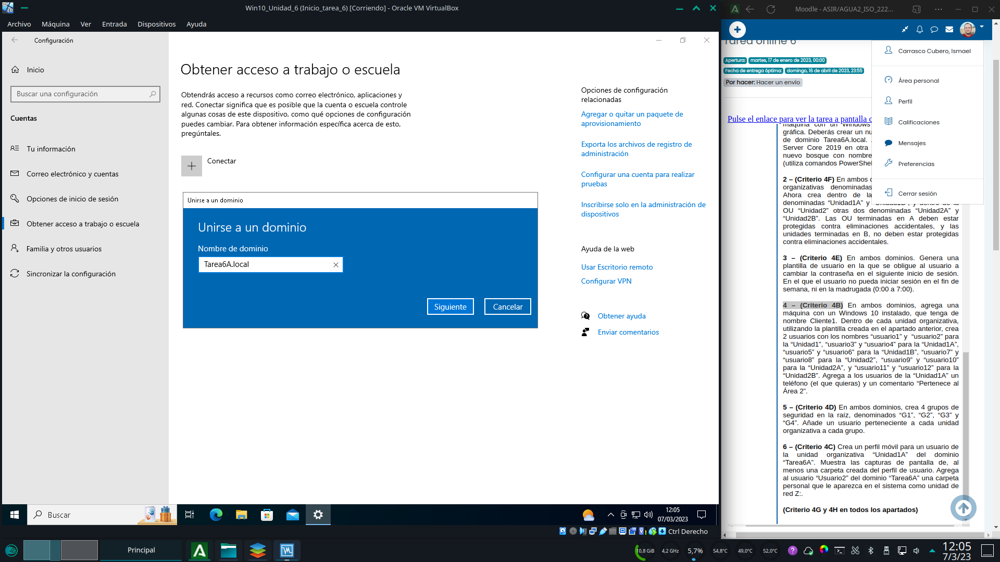 Win10_Unidad_6 (Inicio_tarea_6) [Corriendo] - Oracle VM VirtualBox
Archivo Máquina Ver Entrada Dispositivos Ayuda
Configuración
Inicio
Buscar una configuración
Cuentas
Tu información
Correo electrónico y cuentas
Opciones de inicio de sesión
Obtener acceso a trabajo o escuela
Familia y otros usuarios
Sincronizar la configuración
Obtener acceso a trabajo o escuela
Obtendrás acceso a recursos como correo electrónico, aplicaciones y
red. Conectar significa que es posible que la cuenta o escuela controle
algunas cosas de este dispositivo, como qué opciones de configuración
puedes cambiar. Para obtener información específica acerca de esto,
pregúntales.
Conectar
Unirse a un dominio
Unirse a un dominio
Nombre de dominio
Tarea6A.local
Siguiente
Cancelar
Opciones de configuración
relacionadas
Agregar o quitar un paquete de
aprovisionamiento
Exporta los archivos de registro de
administración
Configurar una cuenta para realizar
pruebas
Inscribirse solo en la administración de
dispositivos
Ayuda de la web
Usar Escritorio remoto
Configurar VPN
Obtener ayuda
Enviar comentarios
Buscar
12:05
07/03/2023
Ctrl Derecho
Moodle - ASIR/AGUA2_ISO_222...
Tarea online 6
Apertura: martes, 17 de enero de 2023, 00:00
Fecha de entrega óptima: domingo, 16 de abril de 2023, 23:55
Por hacer: Hacer un envío
Carrasco Cubero, Ismael
Área personal
Perfil
Calificaciones
Mensajes
Preferencias
Cerrar sesión
Pulse el enlace para ver la tarea a pantalla
máquina con un Windows
gráfica. Deberás crear un
de dominio Tarea6A.local.
Server Core 2019 en otra
nuevo bosque con nombre
(utiliza comandos
2 – (Criterio 4F) En ambos
organizativas denominadas
Ahora crea dentro de la
denominadas “Unidad1A” y “Unidad1B”, y dentro de la
OU “Unidad2” otras dos denominadas “Unidad2A” y
“Unidad2B”. Las OU terminadas en A deben estar
protegidas contra eliminaciones accidentales, y las
unidades terminadas en B, no deben estar protegidas
contra eliminaciones accidentales.
3 – (Criterio 4E) En ambos dominios. Genera una
plantilla de usuario en la que se obligue al usuario a
cambiar la contraseña en el siguiente inicio de sesión.
En el que el usuario no pueda iniciar sesión en el fin de
semana, ni en la madrugada (0:00 a 7:00).
4 – (Criterio 4B) En ambos dominios, agrega una
máquina con un Windows 10 instalado, que tenga de
nombre Cliente1. Dentro de cada unidad organizativa,
utilizando la plantilla creada en el apartado anterior, crea
2 usuarios con los nombres “usuario1” y “usuario2” para
la “Unidad1”, “usuario3” y “usuario4” para la “Unidad1A”,
“usuario5” y “usuario6” para la “Unidad1B”, “usuario7” y
“usuario8” para la “Unidad2”, “usuario9” y “usuario10”
para la “Unidad2A”, y “usuario11” y “usuario12” para la
“Unidad2B”. Agrega a los usuarios de la “Unidad1A” un
teléfono (el que quieras) y un comentario “Pertenece al
Área 2”.
5 – (Criterio 4D) En ambos dominios, crea 4 grupos de
seguridad en la raíz, denominados “G1”, “G2”, “G3” y
“G4”. Añade un usuario perteneciente a cada unidad
organizativa a cada grupo.
6 – (Criterio 4C) Crea un perfil móvil para un usuario de
la unidad organizativa “Unidad1A” del dominio
“Tarea6A”. Muestra las capturas de pantalla de, al
menos una carpeta creada del perfil de usuario. Agrega
al usuario “Usuario2” del dominio “Tarea6A” una carpeta
personal que le aparezca en el sistema como unidad de
red Z:.
(Criterio 4G y 4H en todos los apartados)
Principal
10,8 GiB
4,2 GHz
5,7%
54,8°C
49,0°C
52,0°C
12:05
7/3/23